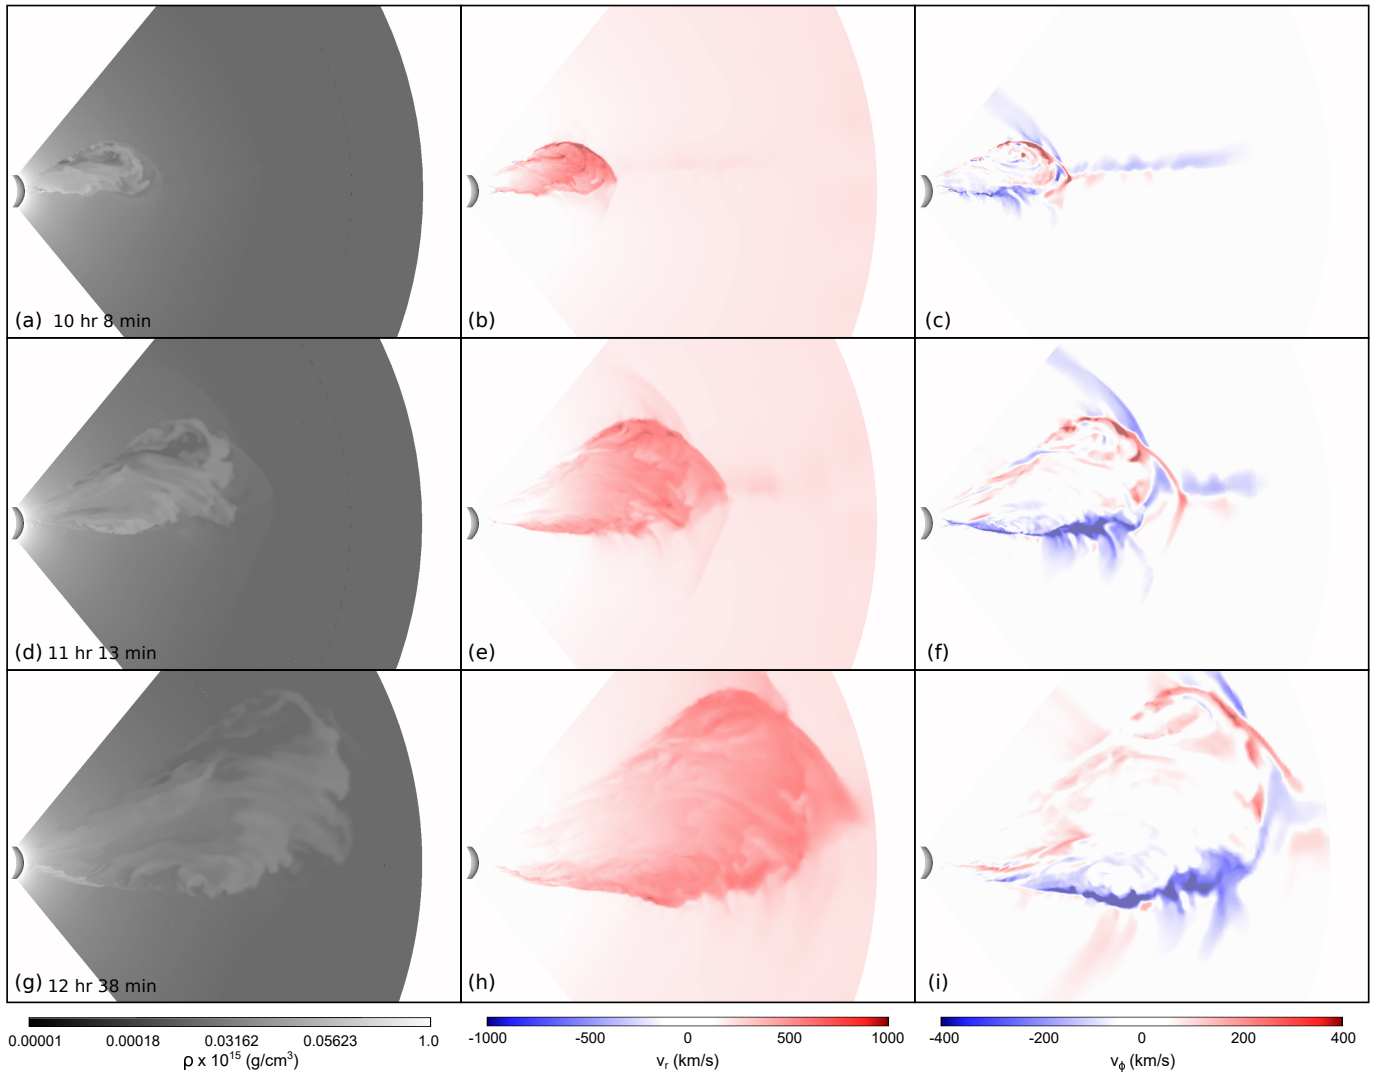 (a) 10 hr 8 min
(b)
(c)
(d) 11 hr 13 min
(e)
(f)
(g) 12 hr 38 min
(h)
(i)
0.00001 0.00018 0.03162 0.05623 1.0
ρ x 10¹⁵ (g/cm³)
-1000 -500 0 500 1000
vᵣ (km/s)
-400 -200 0 200 400
v_ϕ (km/s)